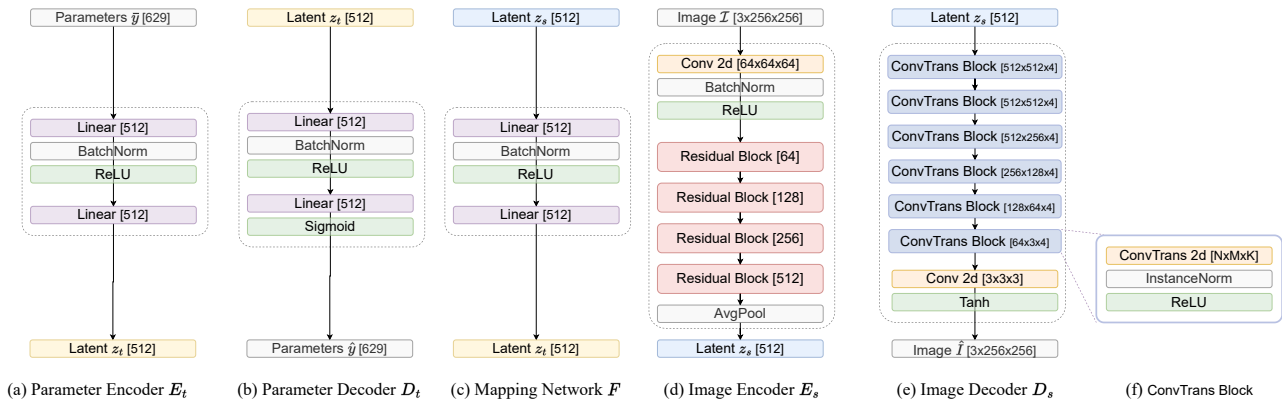 Parameters ȳ [629]
Linear [512]
BatchNorm
ReLU
Linear [512]
Latent z_t [512]
(a) Parameter Encoder E_t
Latent z_t [512]
Linear [512]
BatchNorm
ReLU
Linear [512]
Sigmoid
Parameters ŷ [629]
(b) Parameter Decoder D_t
Latent z_s [512]
Linear [512]
BatchNorm
ReLU
Linear [512]
Latent z_t [512]
(c) Mapping Network F
Image I [3x256x256]
Conv 2d [64x64x64]
BatchNorm
ReLU
Residual Block [64]
Residual Block [128]
Residual Block [256]
Residual Block [512]
AvgPool
Latent z_s [512]
(d) Image Encoder E_s
Latent z_s [512]
ConvTrans Block [512x512x4]
ConvTrans Block [512x512x4]
ConvTrans Block [512x256x4]
ConvTrans Block [256x128x4]
ConvTrans Block [128x64x4]
ConvTrans Block [64x3x4]
Conv 2d [3x3x3]
Tanh
Image Î [3x256x256]
(e) Image Decoder D_s
ConvTrans 2d [NxMxK]
InstanceNorm
ReLU
(f) ConvTrans Block